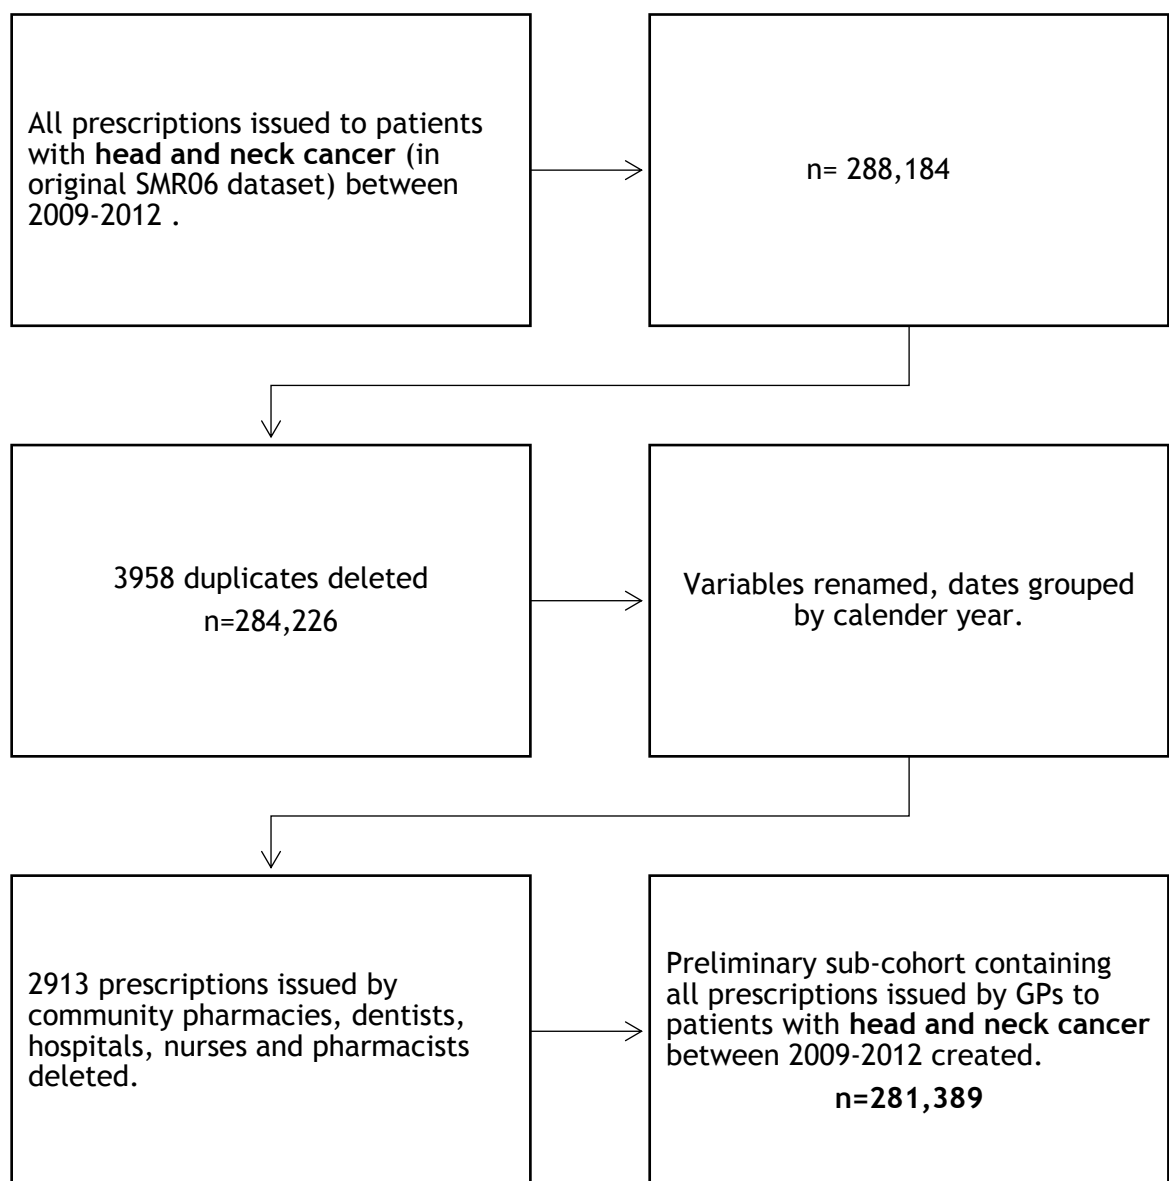 All prescriptions issued to patients
with head and neck cancer (in
original SMR06 dataset) between
2009-2012 .
n= 288,184
3958 duplicates deleted
n=284,226
Variables renamed, dates grouped
by calender year.
2913 prescriptions issued by
community pharmacies, dentists,
hospitals, nurses and pharmacists
deleted.
Preliminary sub-cohort containing
all prescriptions issued by GPs to
patients with head and neck cancer
between 2009-2012 created.
n=281,389